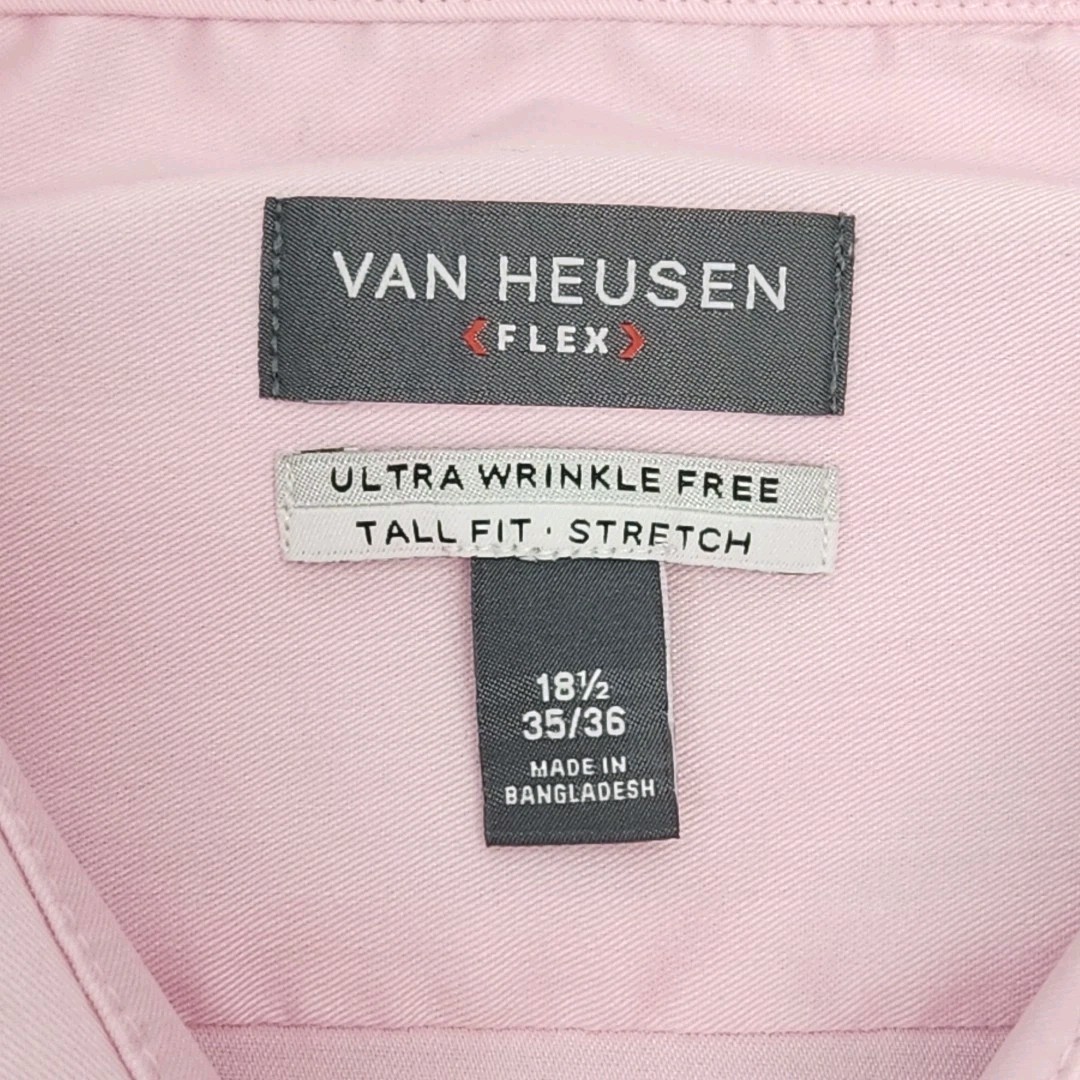 VAN HEUSEN
FLEX
ULTRA WRINKLE FREE
TALL FIT · STRETCH
18½
35/36
MADE IN
BANGLADESH